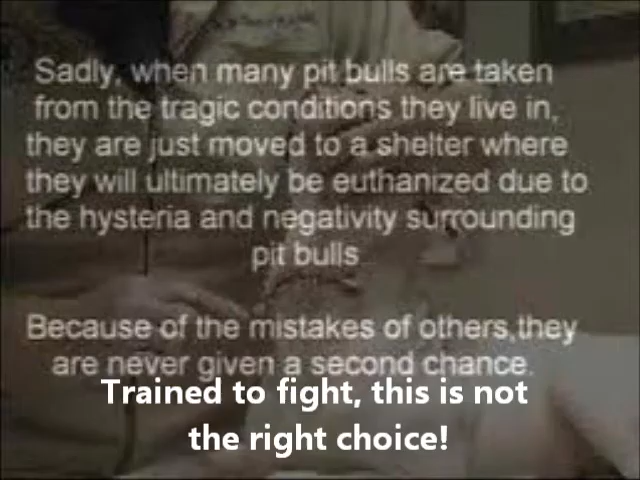 Sadly, when many pit bulls are taken
from the tragic conditions they live in,
they are just moved to a shelter where
they will ultimately be euthanized due to
the hysteria and negativity surrounding
pit bulls
Because of the mistakes of others,they
are never given a second chance.
Trained to fight, this is not
the right choice!